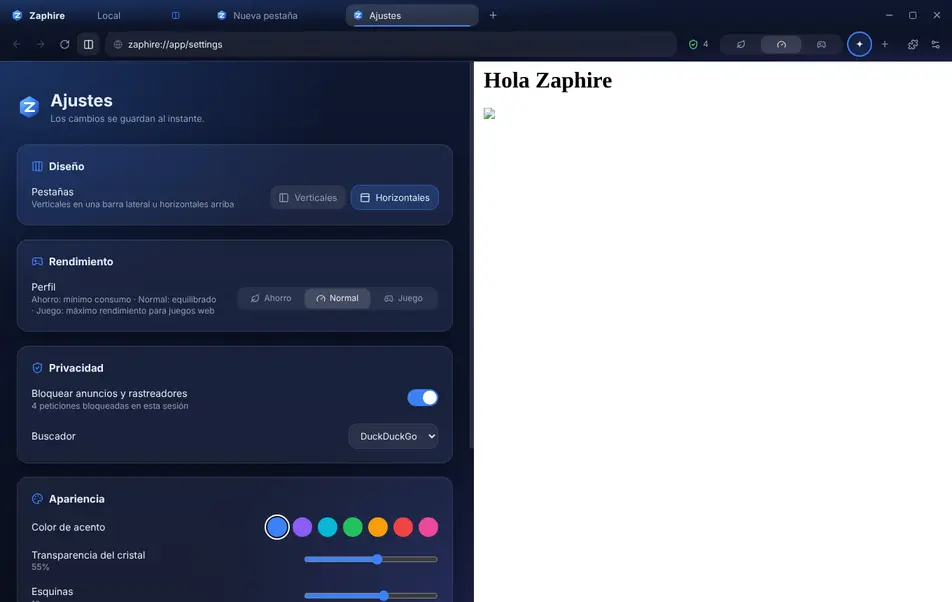 Zaphire
Local
Nueva pestaña
Ajustes
zaphire://app/settings
4
Ajustes
Los cambios se guardan al instante.
Diseño
Pestañas
Verticales en una barra lateral u horizontales arriba
Verticales
Horizontales
Rendimiento
Perfil
Ahorro: mínimo consumo · Normal: equilibrado
· Juego: máximo rendimiento para juegos web
Ahorro
Normal
Juego
Privacidad
Bloquear anuncios y rastreadores
4 peticiones bloqueadas en esta sesión
Buscador
DuckDuckGo
Apariencia
Color de acento
Transparencia del cristal
55%
Esquinas
Hola Zaphire